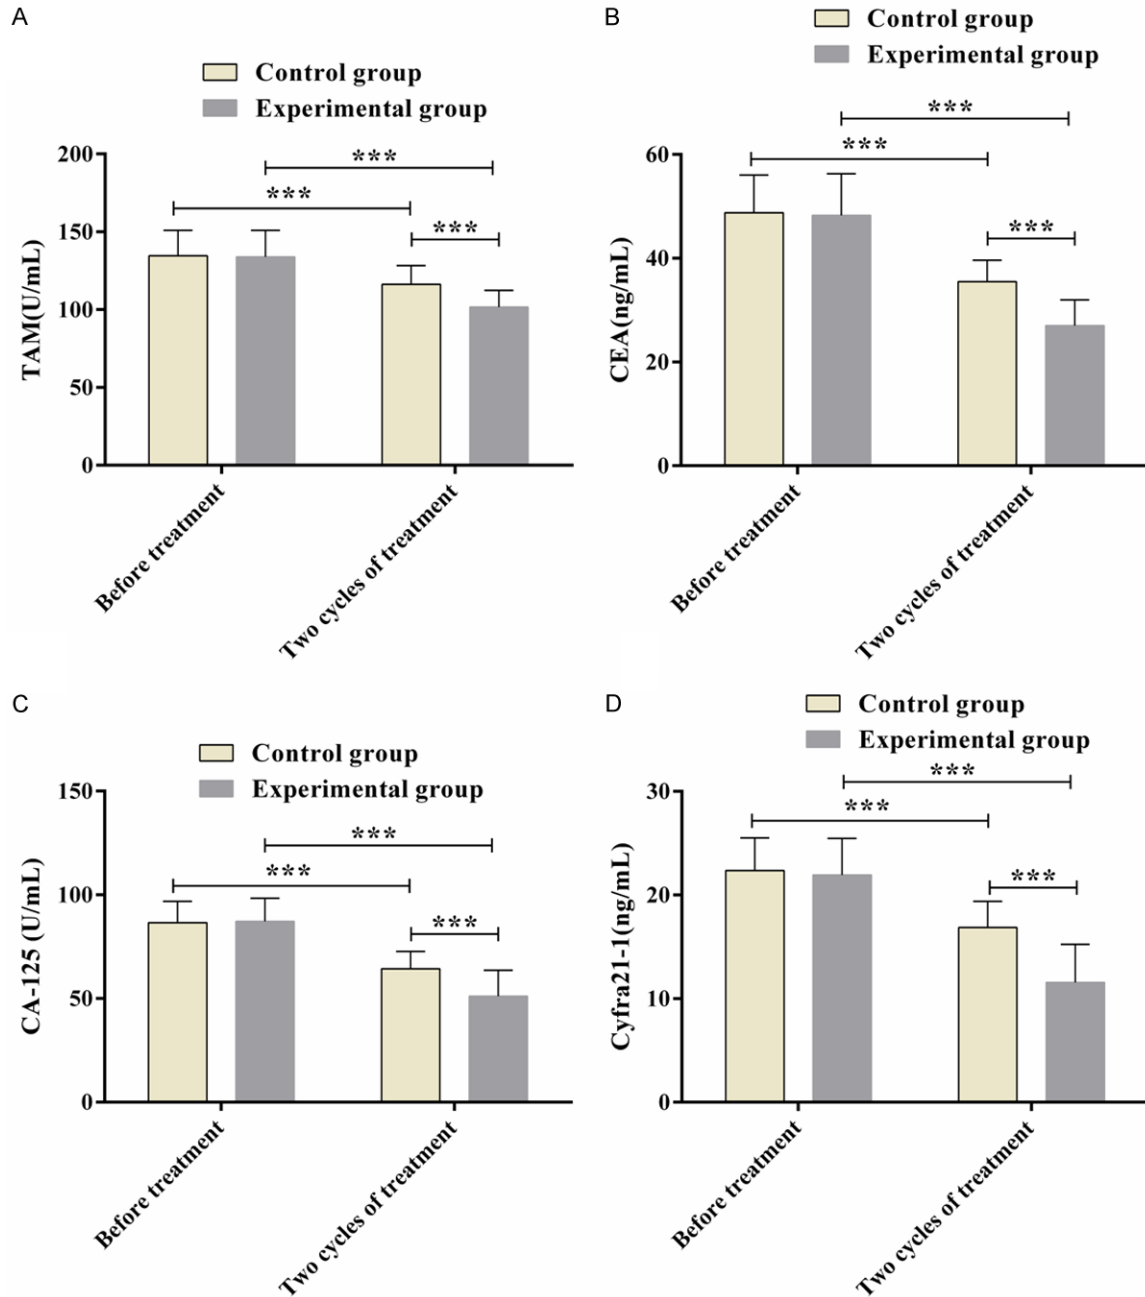 A
Control group
Experimental group
200
150
100
50
0
TAM(U/mL)
***
***
***
Before treatment
Two cycles of treatment
B
Control group
Experimental group
60
40
20
0
CEA(ng/mL)
***
***
***
Before treatment
Two cycles of treatment
C
Control group
Experimental group
150
100
50
0
CA-125 (U/mL)
***
***
***
Before treatment
Two cycles of treatment
D
Control group
Experimental group
30
20
10
0
Cyfra21-1(ng/mL)
***
***
***
Before treatment
Two cycles of treatment